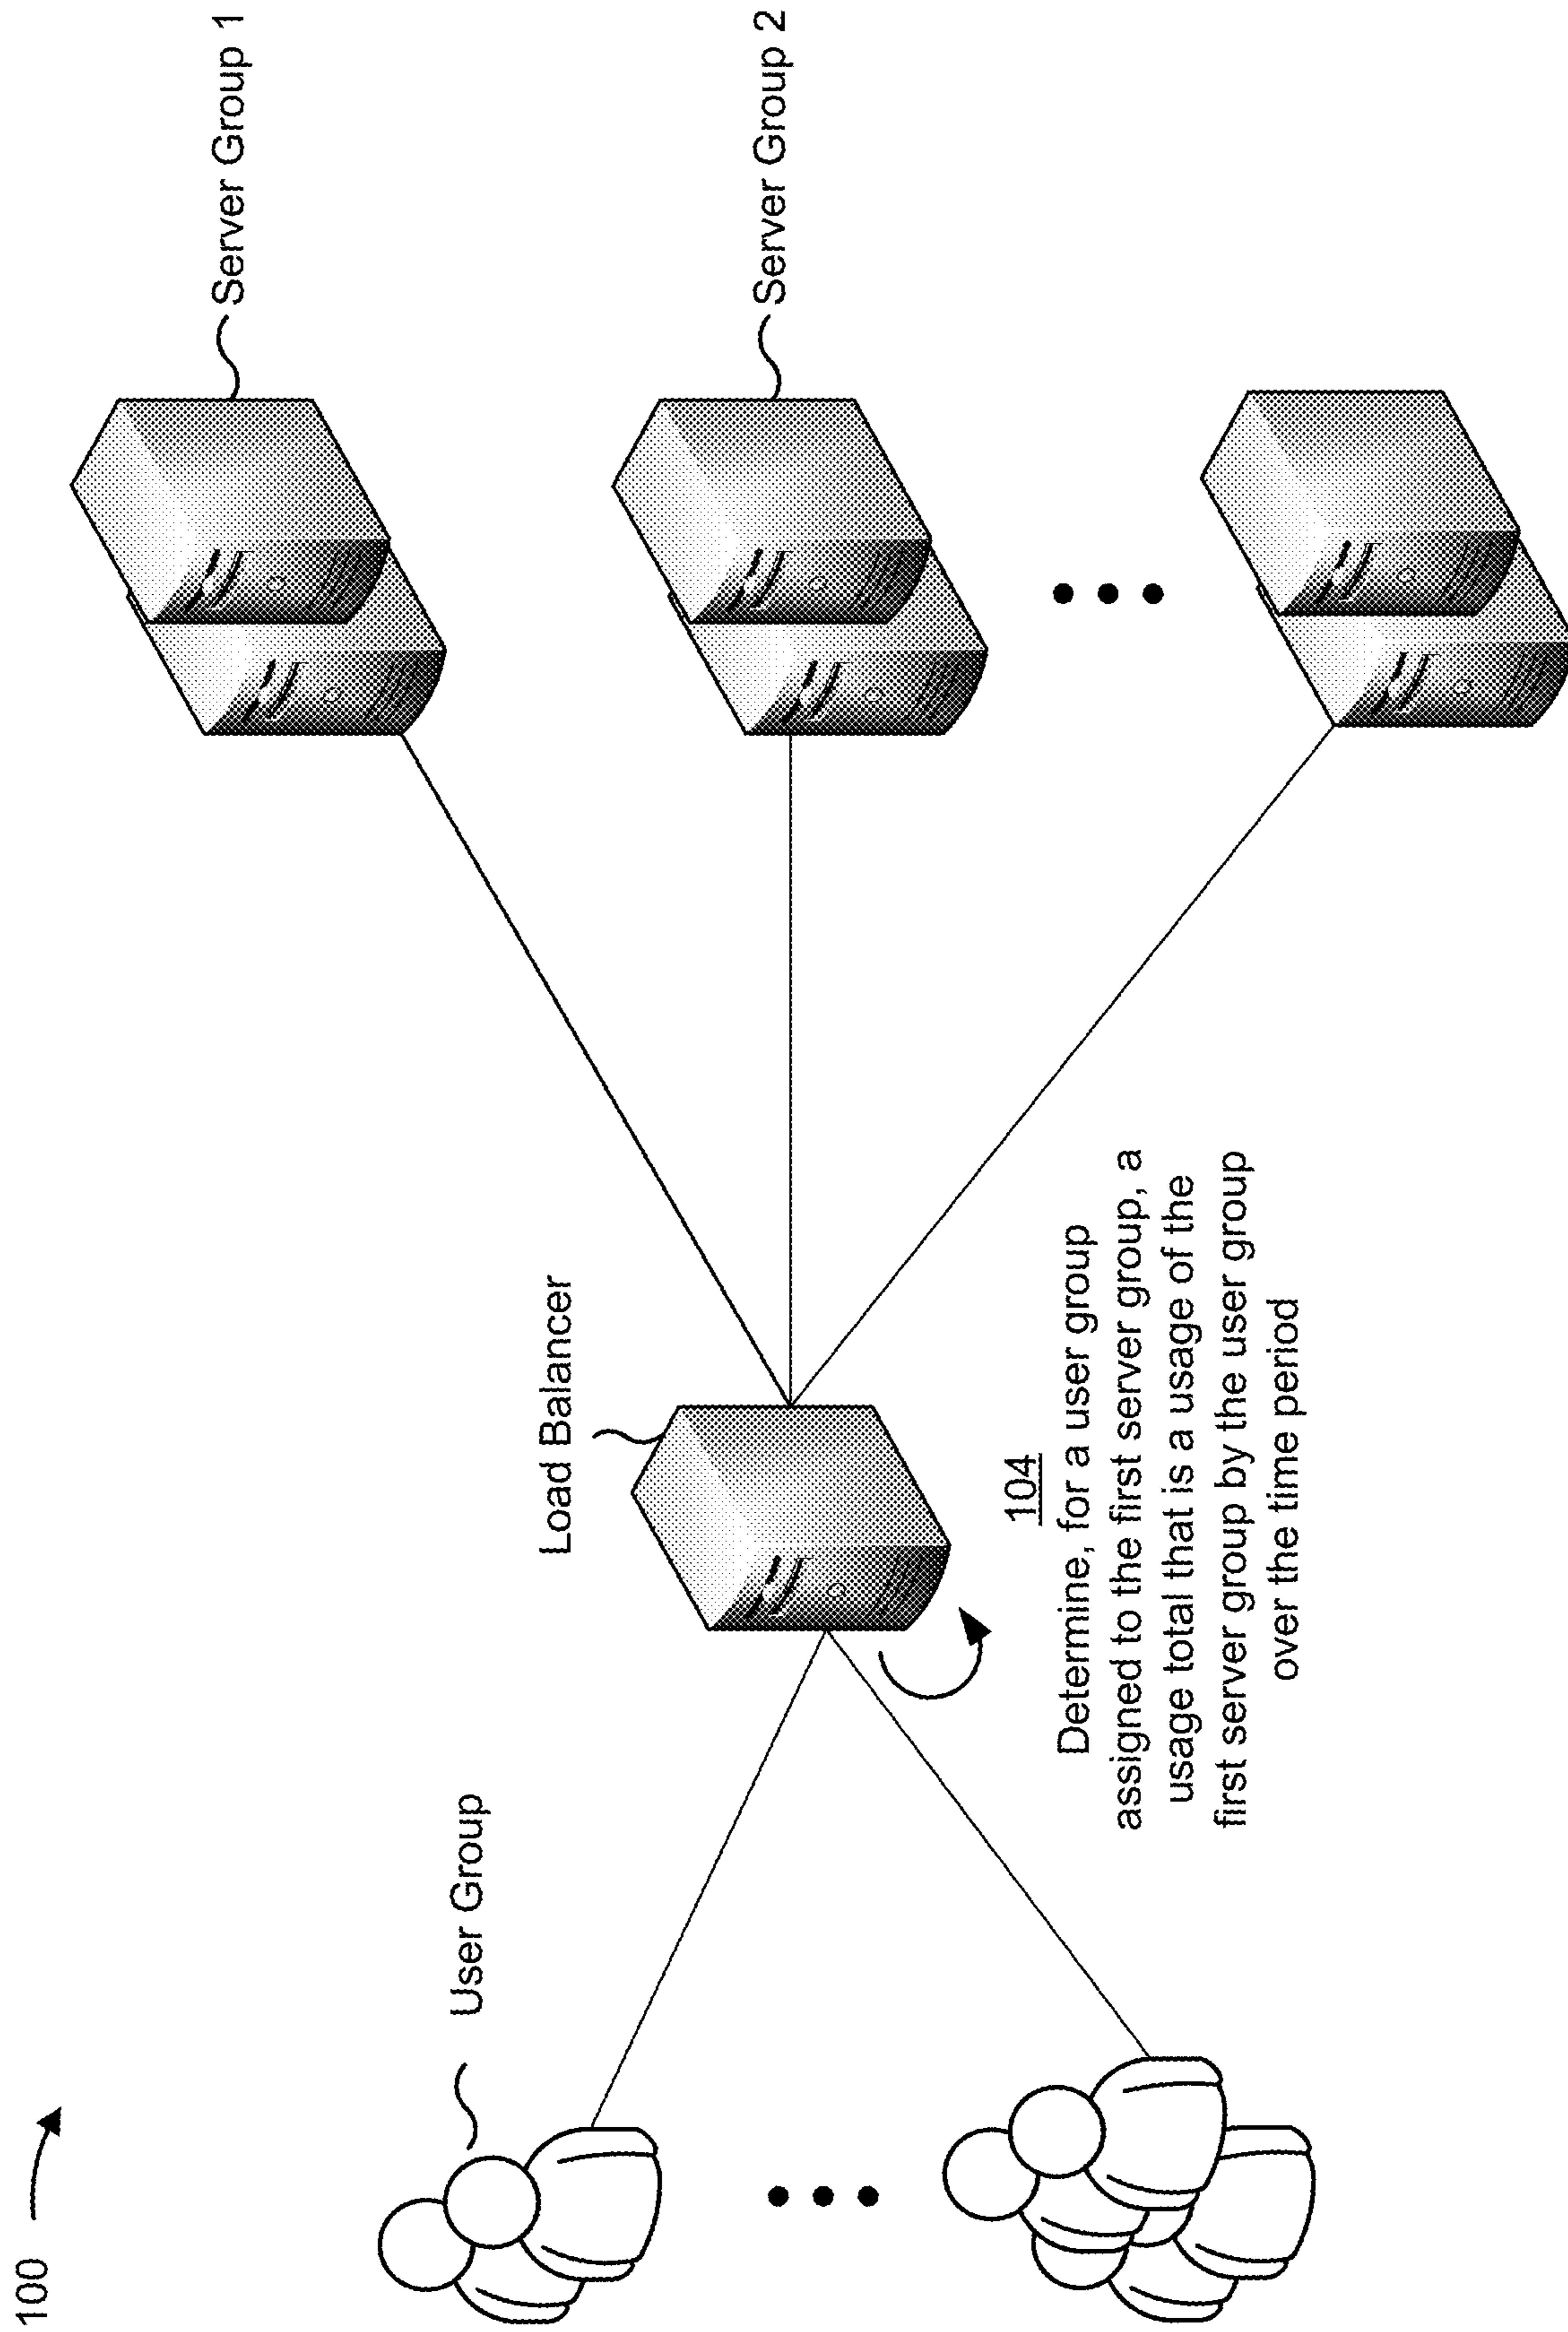 100
User Group
Load Balancer
Server Group 1
Server Group 2
104
Determine, for a user group
assigned to the first server group, a
usage total that is a usage of the
first server group by the user group
over the time period